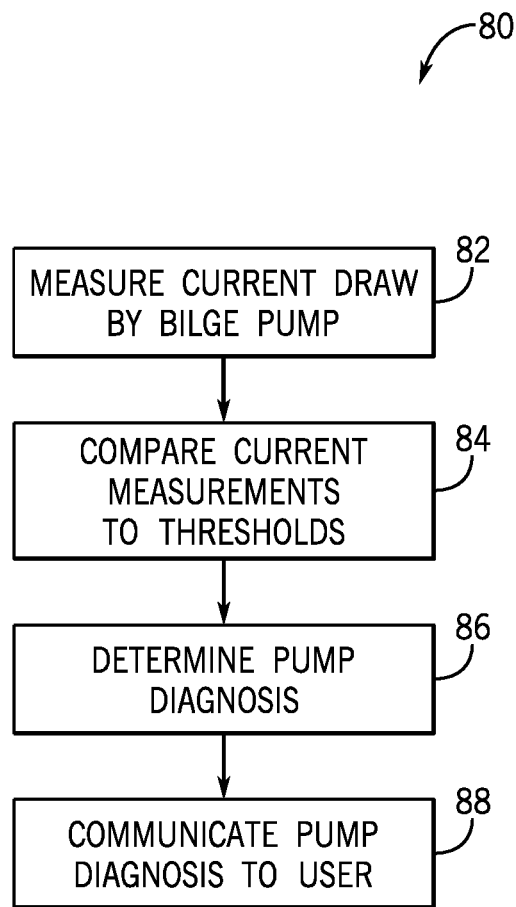 80
82
MEASURE CURRENT DRAW
BY BILGE PUMP
84
COMPARE CURRENT
MEASUREMENTS
TO THRESHOLDS
86
DETERMINE PUMP
DIAGNOSIS
88
COMMUNICATE PUMP
DIAGNOSIS TO USER